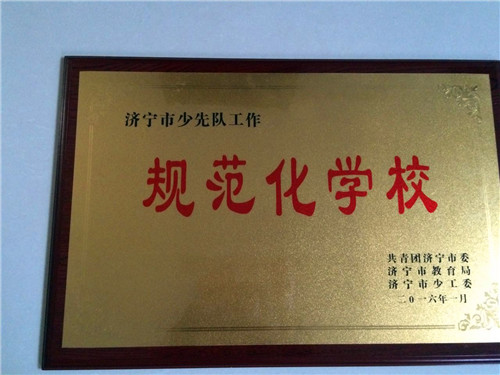 济宁市少先队工作
规范化学校
共青团济宁市委
济宁市教育局
济宁市少工委
二0一六年一月